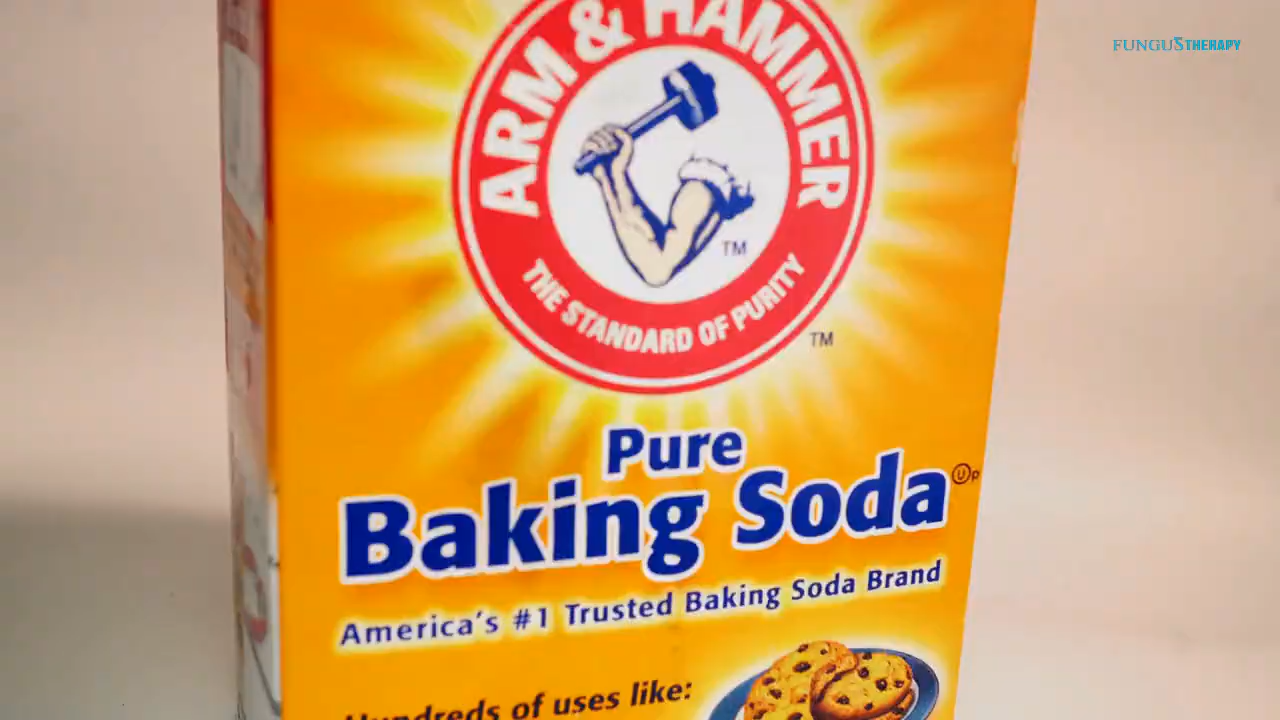 FUNGUSTHERAPY
ARM & HAMMER
THE STANDARD OF PURITY
TM
TM
Pure
Baking Soda
U P
America's #1 Trusted Baking Soda Brand
Hundreds of uses like: